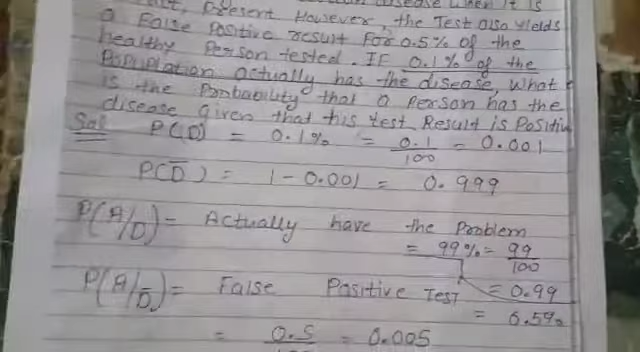 disease when it is
Present However, the Test also yields
a False Positive result For 0.5% of the
healthy Person tested. IF 0.1% of the
Population actually has the disease, What
is the Probability that a Person has the
disease Given that his test Result is Positiv
Sol P(D) = 0.1% = 0.1/100 = 0.001
P(D̅) = 1 - 0.001 = 0.999
P(A/D) = Actually have the Problem
= 99% = 99/100
= 0.99
P(A/D̅) = False Positive Test
= 0.5%
= 0.5 = 0.005